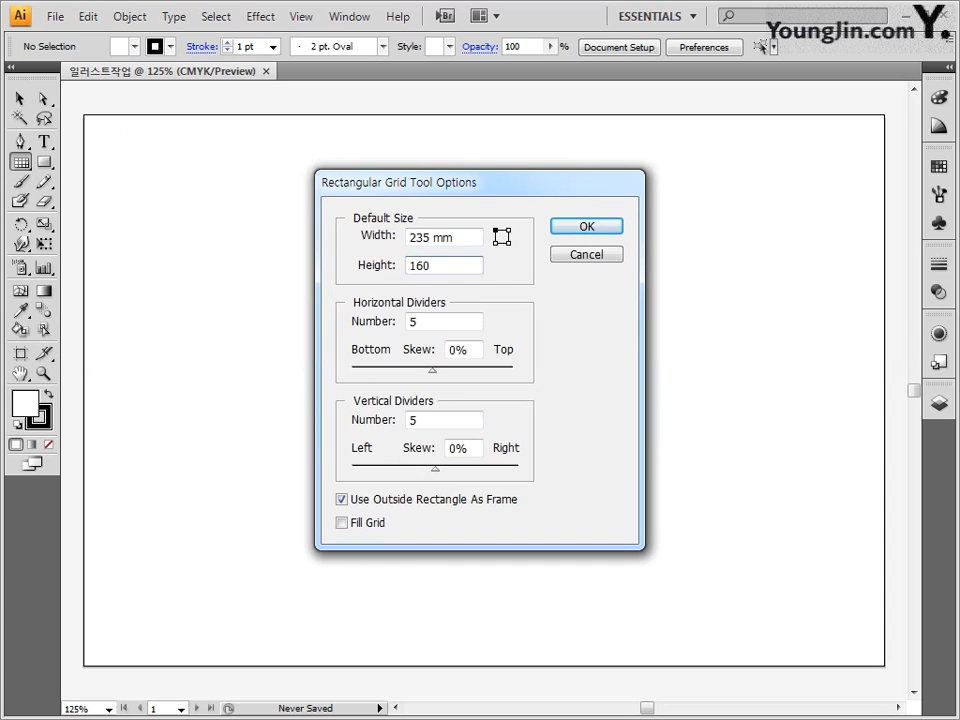 Ai File Edit Object Type Select Effect View Window Help Br ESSENTIALS
YoungJin.com Y.
No Selection Stroke: 1 pt 2 pt. Oval Style: Opacity: 100 % Document Setup Preferences
일러스트작업 @ 125% (CMYK/Preview) ×
Rectangular Grid Tool Options
Default Size
Width: 235 mm
OK
Height: 160
Cancel
Horizontal Dividers
Number: 5
Bottom Skew: 0% Top
Vertical Dividers
Number: 5
Left Skew: 0% Right
Use Outside Rectangle As Frame
Fill Grid
T
125% 1 Never Saved